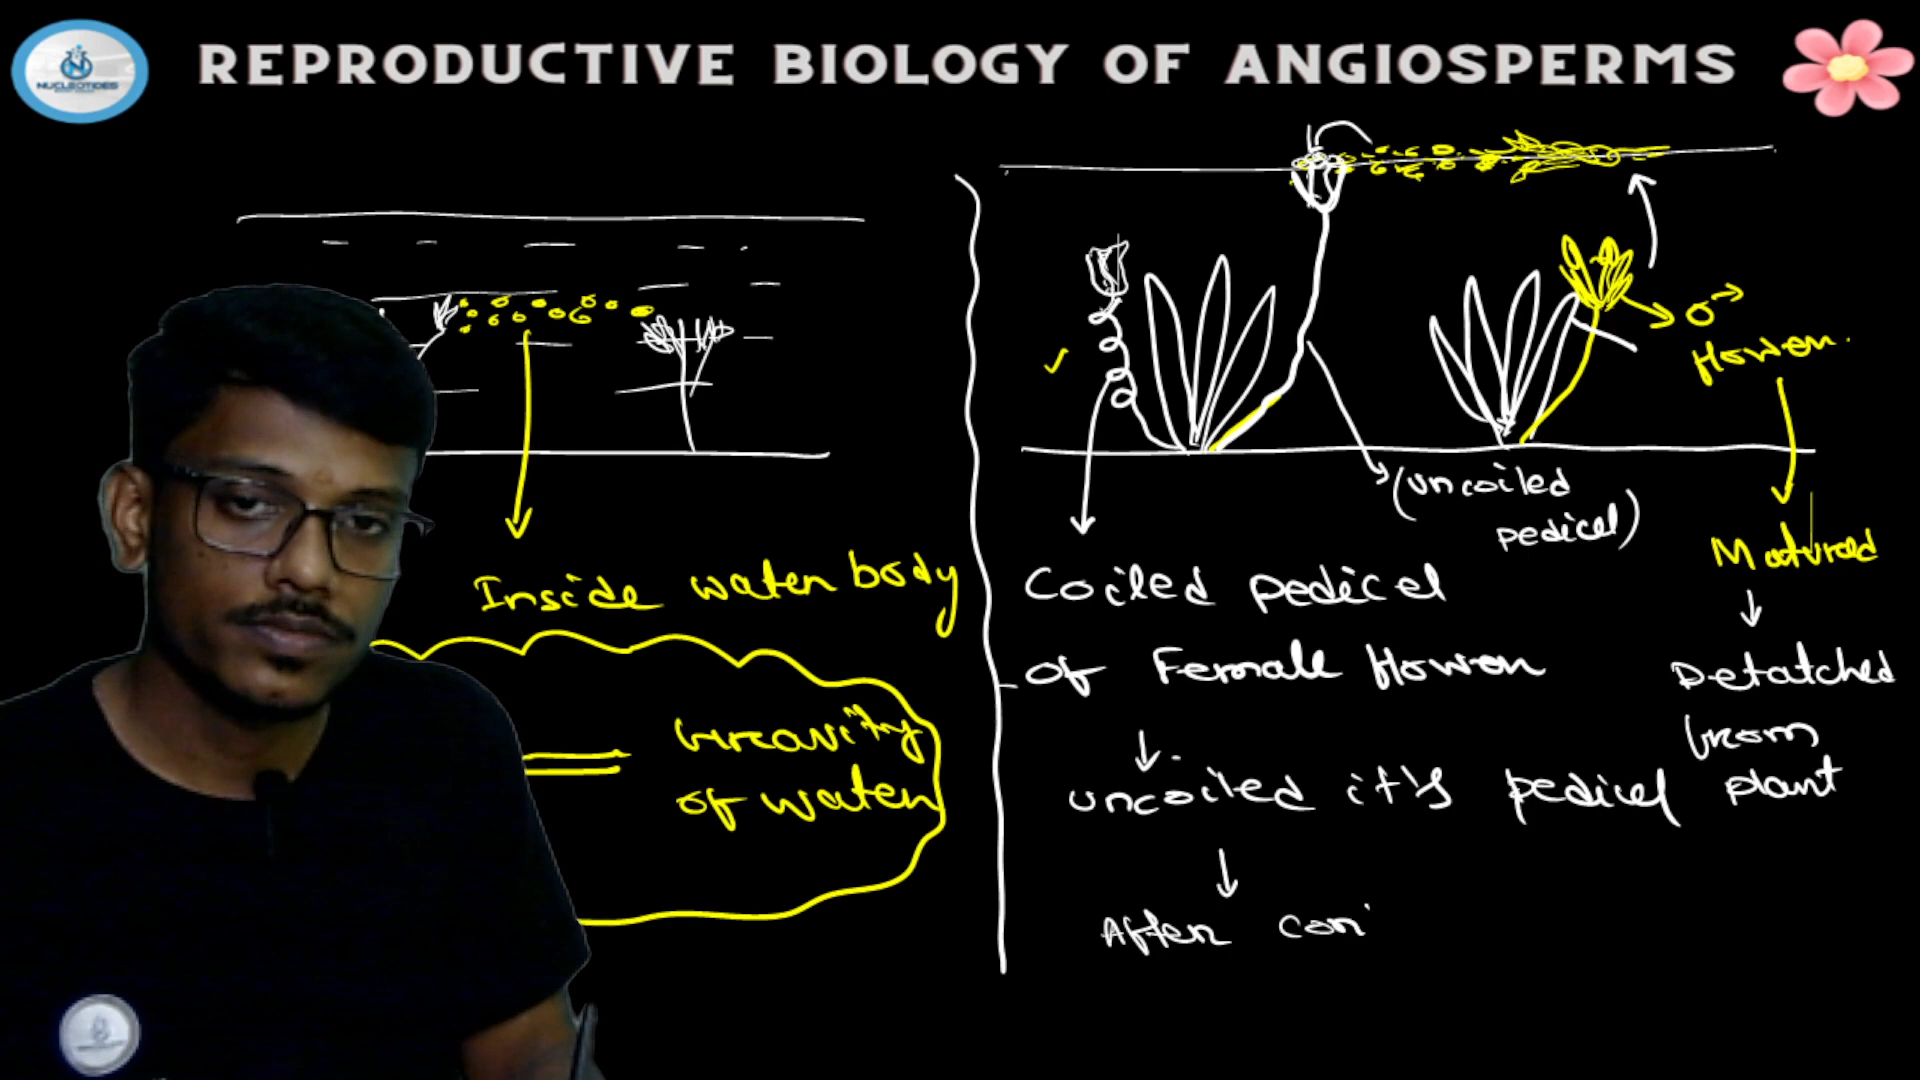 NUCLEOTIDES
REPRODUCTIVE BIOLOGY OF ANGIOSPERMS
Inside water body
Gravity
of water
♂
flower.
(uncoiled
pedicel)
Matured
Coiled pedicel
of Female flower
Detatched
from
plant
uncoiled it's pedicel
After